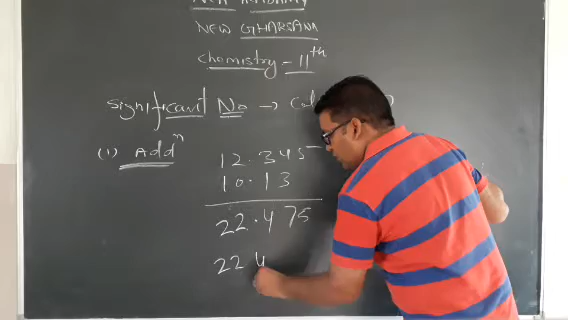 NEW GHARSANA
Chemistry - 11th
Significant No → Cal
(1) Addⁿ
12.345
10.13
22.475
22 4